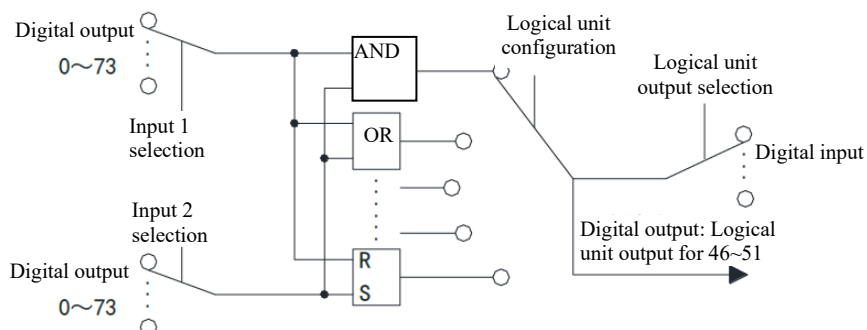 Digital output
0～73
Input 1
selection
AND
OR
Logical unit
configuration
Logical unit
output selection
Digital input
Input 2
selection
Digital output
0～73
R
S
Digital output: Logical
unit output for 46~51